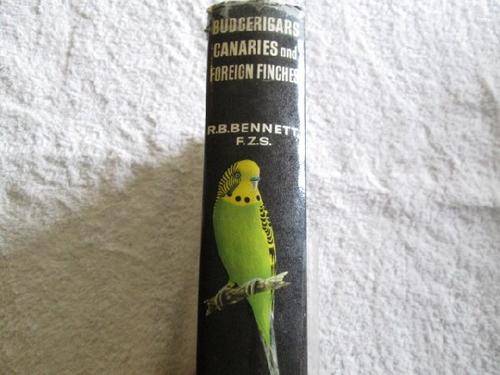 BUDGERIGARS
CANARIES and
FOREIGN FINCHES
R.B.BENNETT,
F.Z.S.